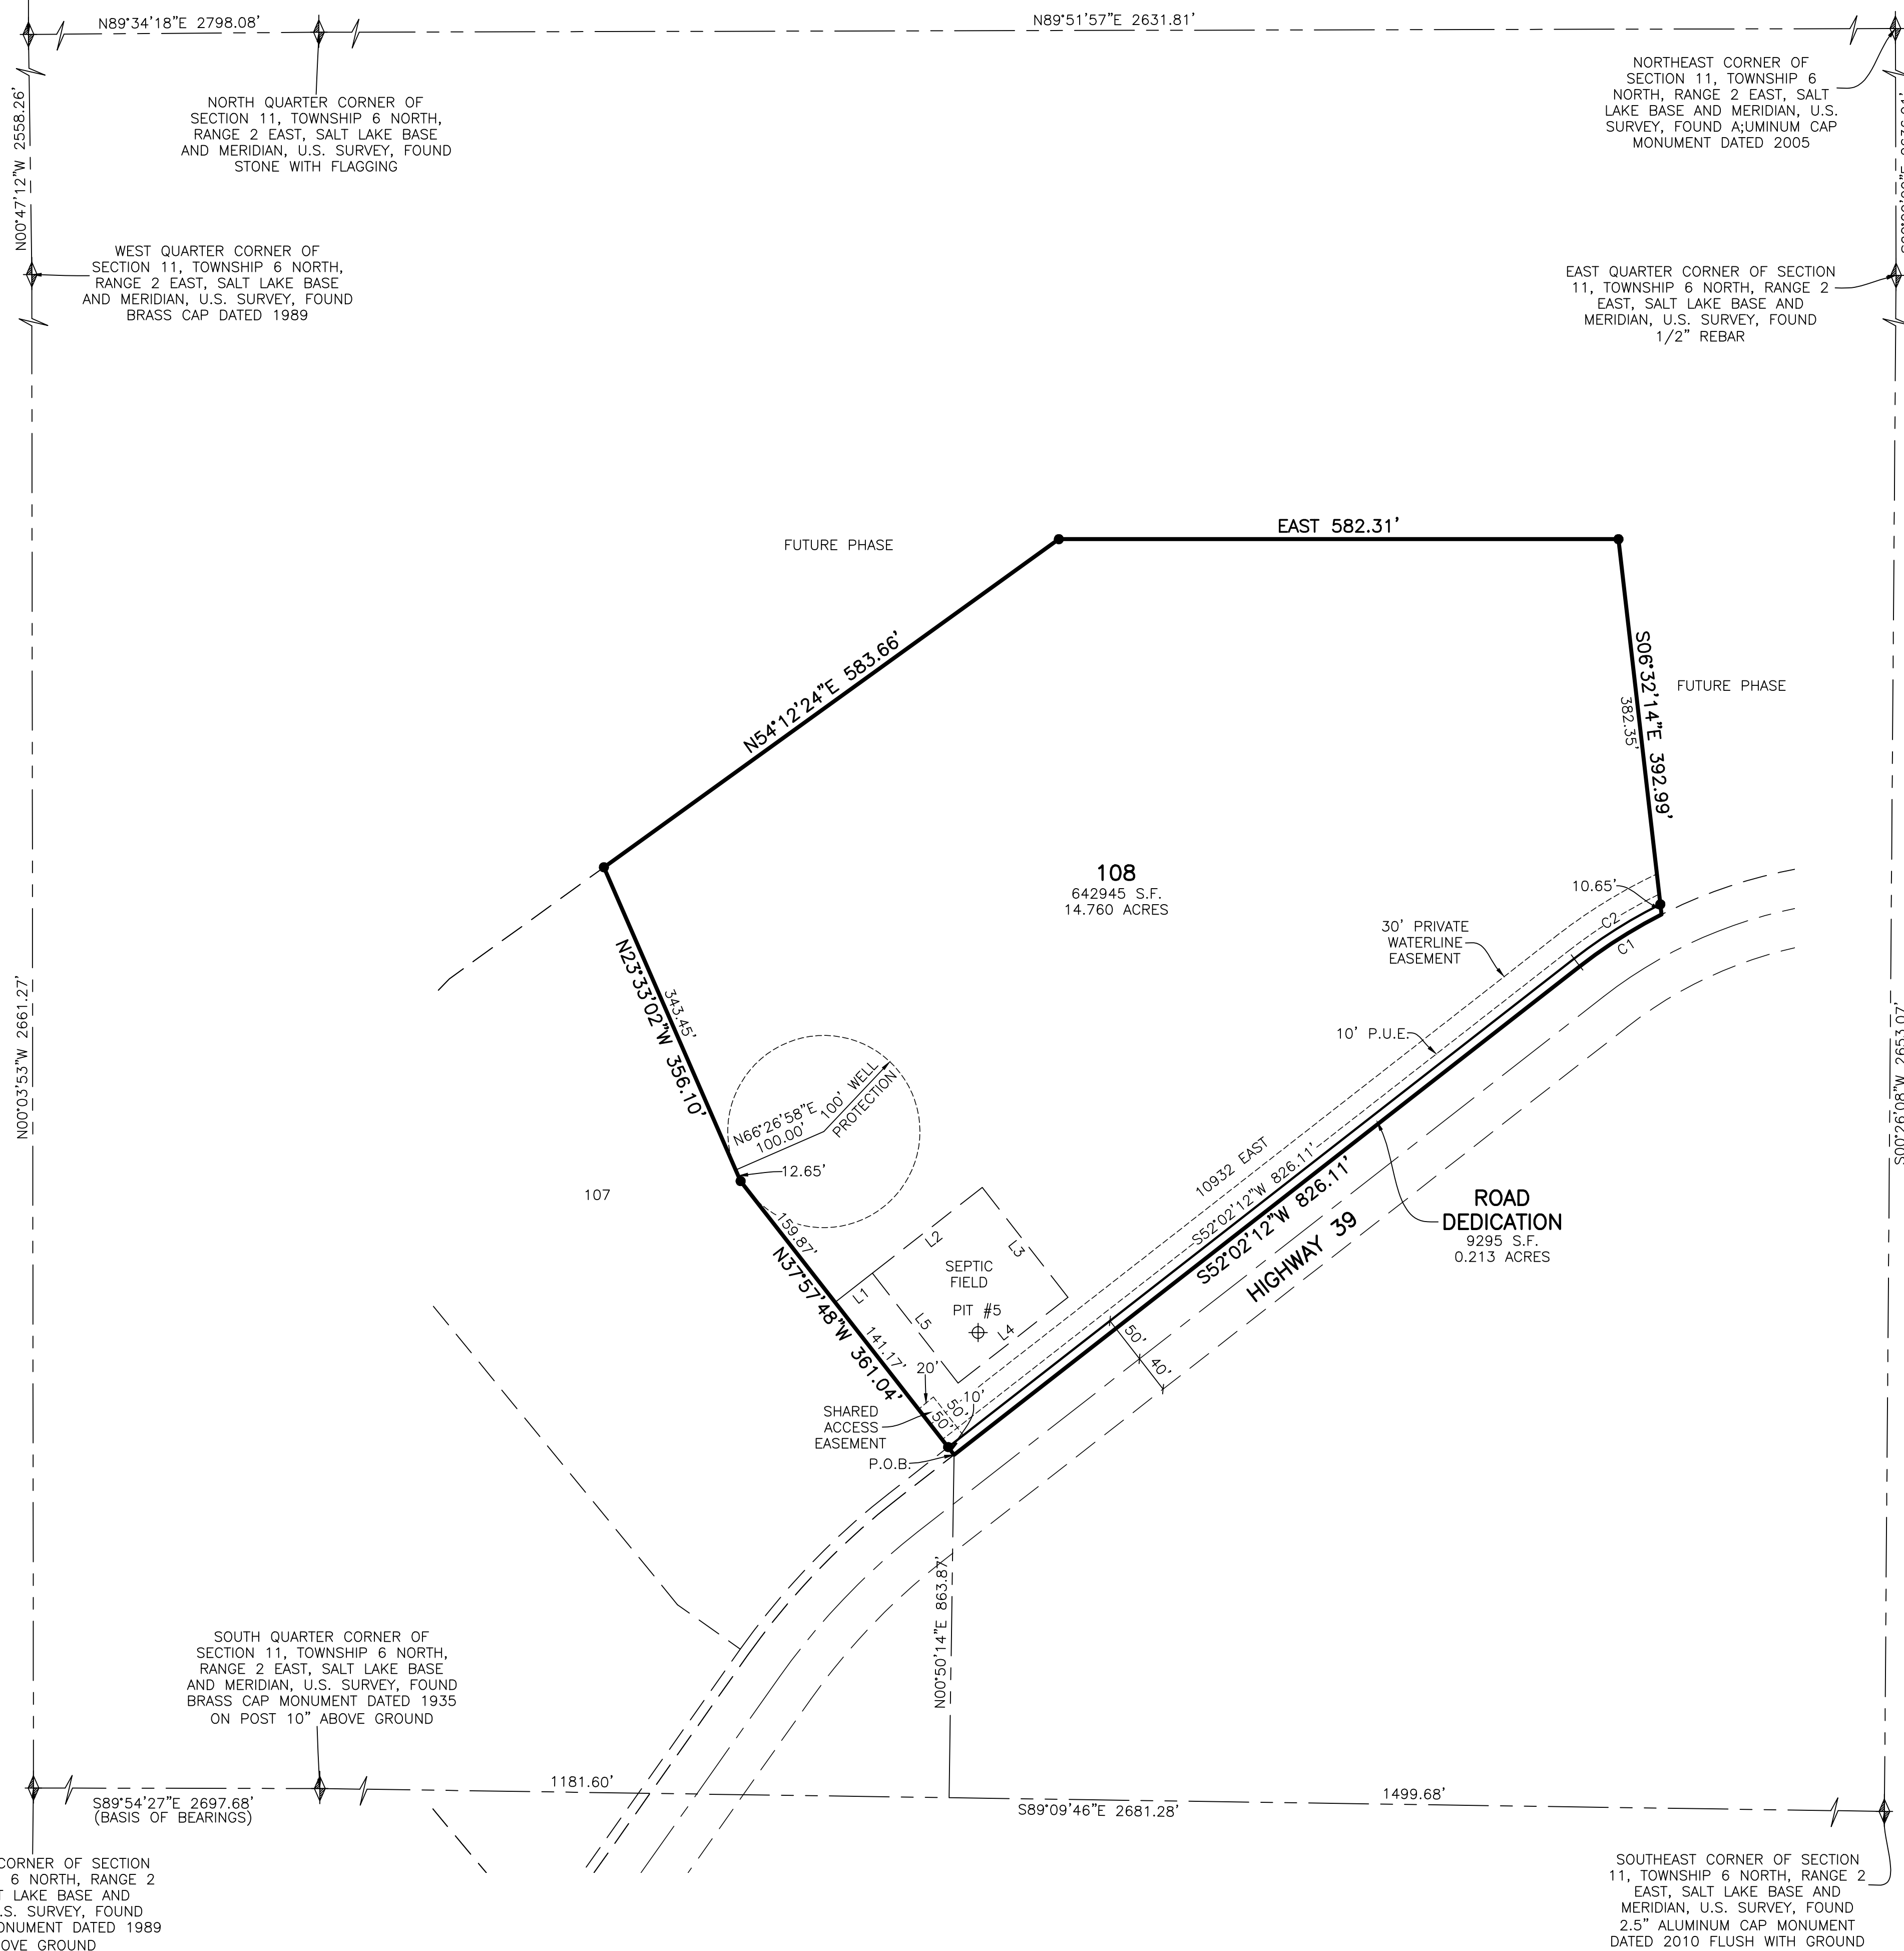 N89°34'18"E 2798.08'
N89°51'57"E 2631.81'
NORTH QUARTER CORNER OF
SECTION 11, TOWNSHIP 6 NORTH,
RANGE 2 EAST, SALT LAKE BASE
AND MERIDIAN, U.S. SURVEY, FOUND
STONE WITH FLAGGING
NORTHEAST CORNER OF
SECTION 11, TOWNSHIP 6
NORTH, RANGE 2 EAST, SALT
LAKE BASE AND MERIDIAN, U.S.
SURVEY, FOUND A;UMINUM CAP
MONUMENT DATED 2005
N00°47'12"W 2558.26'
WEST QUARTER CORNER OF
SECTION 11, TOWNSHIP 6 NORTH,
RANGE 2 EAST, SALT LAKE BASE
AND MERIDIAN, U.S. SURVEY, FOUND
BRASS CAP DATED 1989
EAST QUARTER CORNER OF SECTION
11, TOWNSHIP 6 NORTH, RANGE 2
EAST, SALT LAKE BASE AND
MERIDIAN, U.S. SURVEY, FOUND
1/2" REBAR
FUTURE PHASE
EAST 582.31'
N54°12'24"E 583.66'
S06°32'14"E 392.99'
382.35'
FUTURE PHASE
108
642945 S.F.
14.760 ACRES
10.65'
C2
C1
30' PRIVATE
WATERLINE
EASEMENT
10' P.U.E.
N23°33'02"W 356.10'
343.45'
N66°26'58"E
100.00'
100' WELL
PROTECTION
12.65'
107
N00°03'53"W 2661.27'
S00°26'08"W 2653.07'
10932 EAST
S52°02'12"W 826.11'
S52°02'12"W 826.11'
HIGHWAY 39
ROAD
DEDICATION
9295 S.F.
0.213 ACRES
159.87'
N37°57'48"W 361.04'
141.17'
L1
L2
L3
L4
L5
SEPTIC
FIELD
PIT #5
50'
40'
20'
10'
50'
50'
SHARED
ACCESS
EASEMENT
P.O.B.
N00°50'14"E 863.87'
SOUTH QUARTER CORNER OF
SECTION 11, TOWNSHIP 6 NORTH,
RANGE 2 EAST, SALT LAKE BASE
AND MERIDIAN, U.S. SURVEY, FOUND
BRASS CAP MONUMENT DATED 1935
ON POST 10" ABOVE GROUND
1181.60'
1499.68'
S89°54'27"E 2697.68'
(BASIS OF BEARINGS)
S89°09'46"E 2681.28'
CORNER OF SECTION
6 NORTH, RANGE 2
LAKE BASE AND
SURVEY, FOUND
DATED 1989
GROUND
SOUTHEAST CORNER OF SECTION
11, TOWNSHIP 6 NORTH, RANGE 2
EAST, SALT LAKE BASE AND
MERIDIAN, U.S. SURVEY, FOUND
2.5" ALUMINUM CAP MONUMENT
DATED 2010 FLUSH WITH GROUND